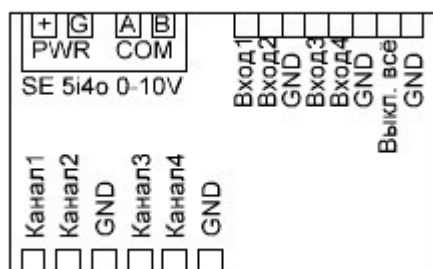 + G A B
PWR COM
SE 5i4o 0-10V
Вход1
Вход2
GND
Вход3
Вход4
GND
Выкл. всё
GND
Канал1
Канал2
GND
Канал3
Канал4
GND